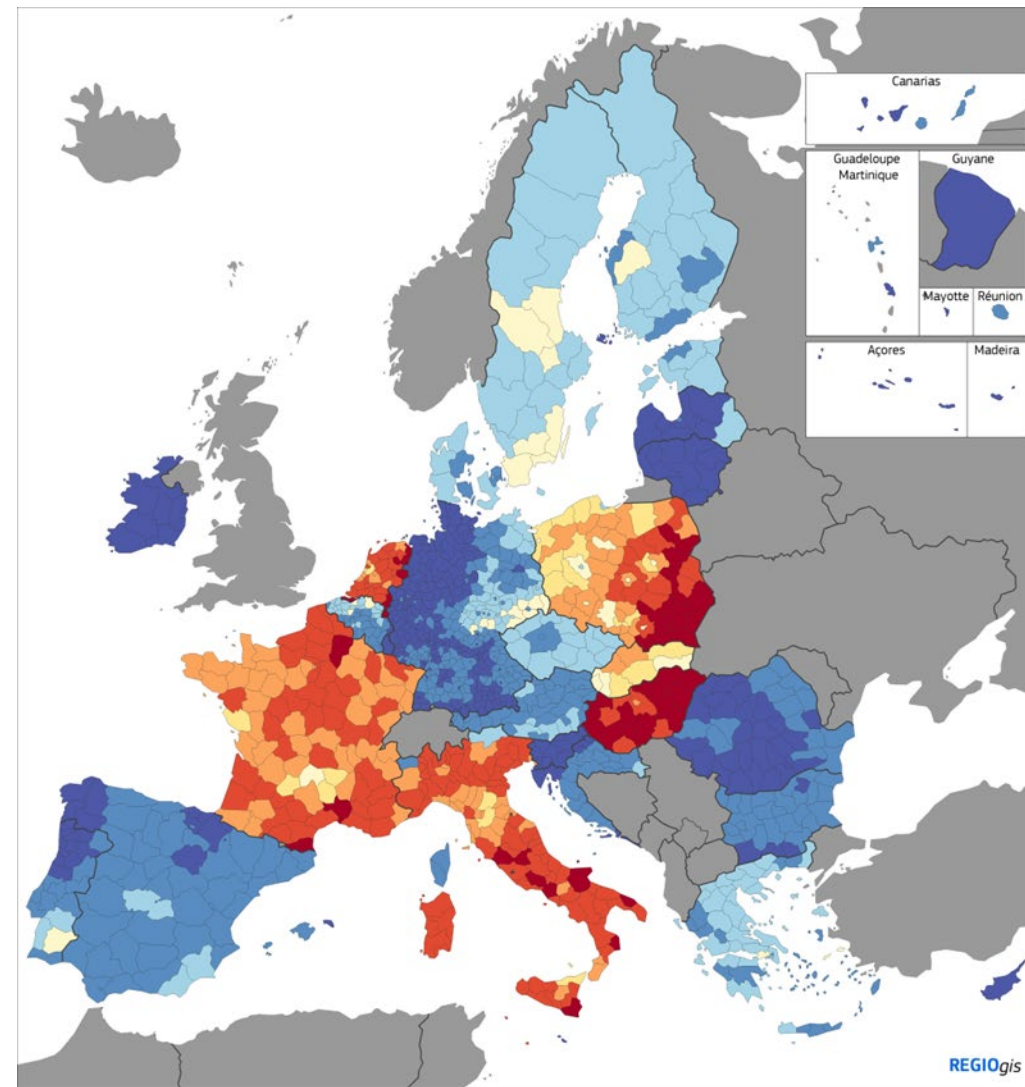 Canarias
Guadeloupe
Martinique
Guyane
Mayotte
Réunion
Açores
Madeira
REGIOgis